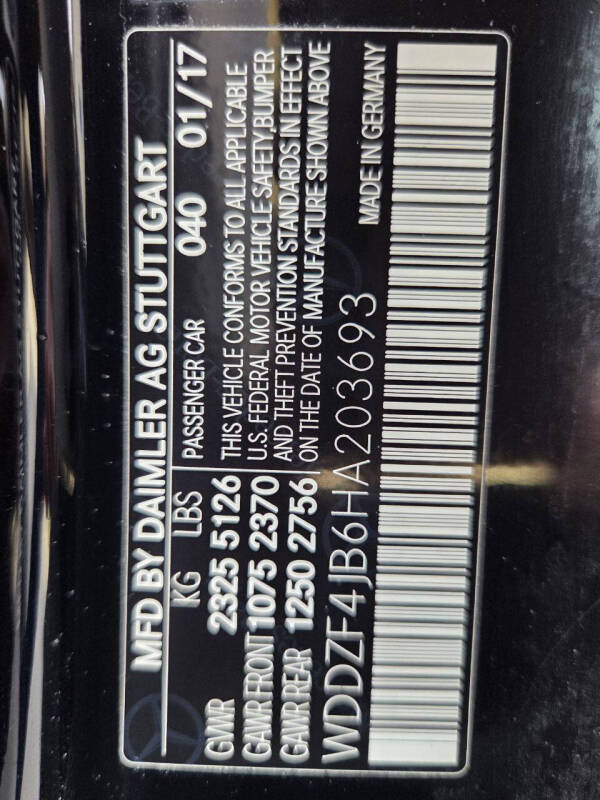 MFD BY DAIMLER AG STUTTGART
KG LBS PASSENGER CAR 040 01/17
GVWR 2325 5126 THIS VEHICLE CONFORMS TO ALL APPLICABLE
GAWR FRONT 1075 2370 U.S. FEDERAL MOTOR VEHICLE SAFETY,BUMPER
AND THEFT PREVENTION STANDARDS IN EFFECT
GAWR REAR 1250 2756 ON THE DATE OF MANUFACTURE SHOWN ABOVE
WDDZF4JB6HA203693 MADE IN GERMANY